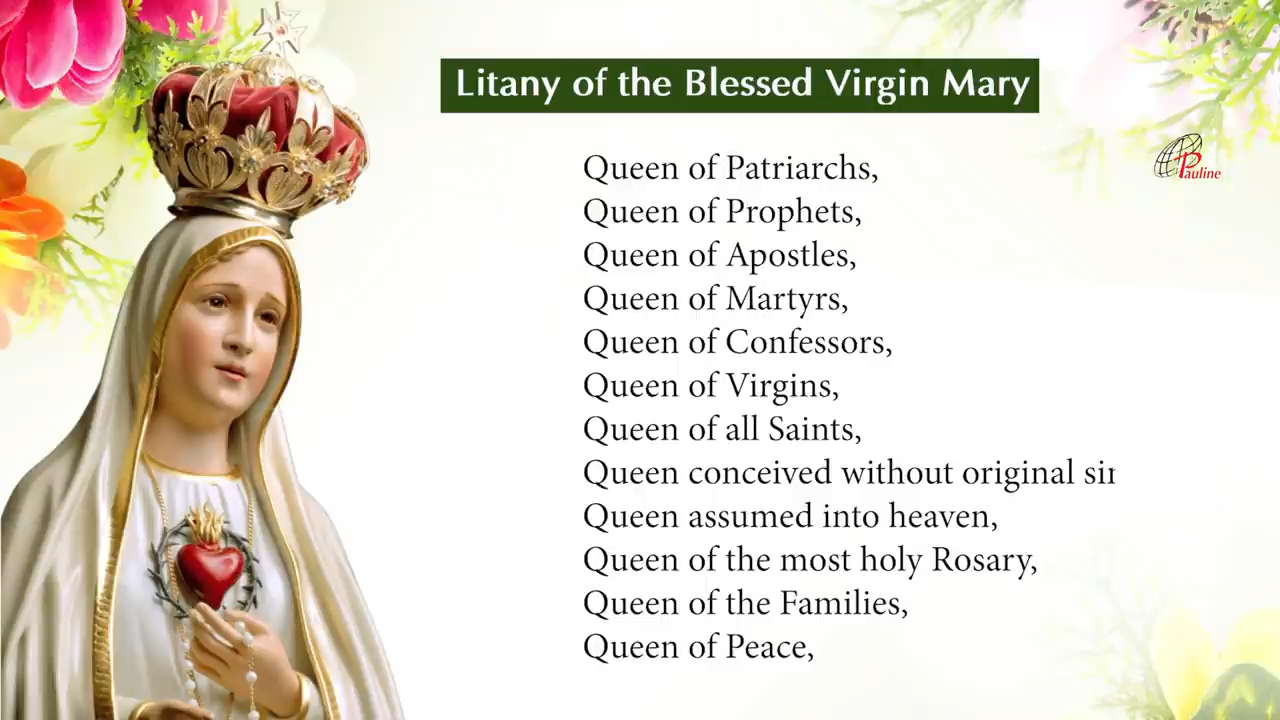 Litany of the Blessed Virgin Mary
Queen of Patriarchs,
Queen of Prophets,
Queen of Apostles,
Queen of Martyrs,
Queen of Confessors,
Queen of Virgins,
Queen of all Saints,
Queen conceived without original sin
Queen assumed into heaven,
Queen of the most holy Rosary,
Queen of the Families,
Queen of Peace,
Pauline